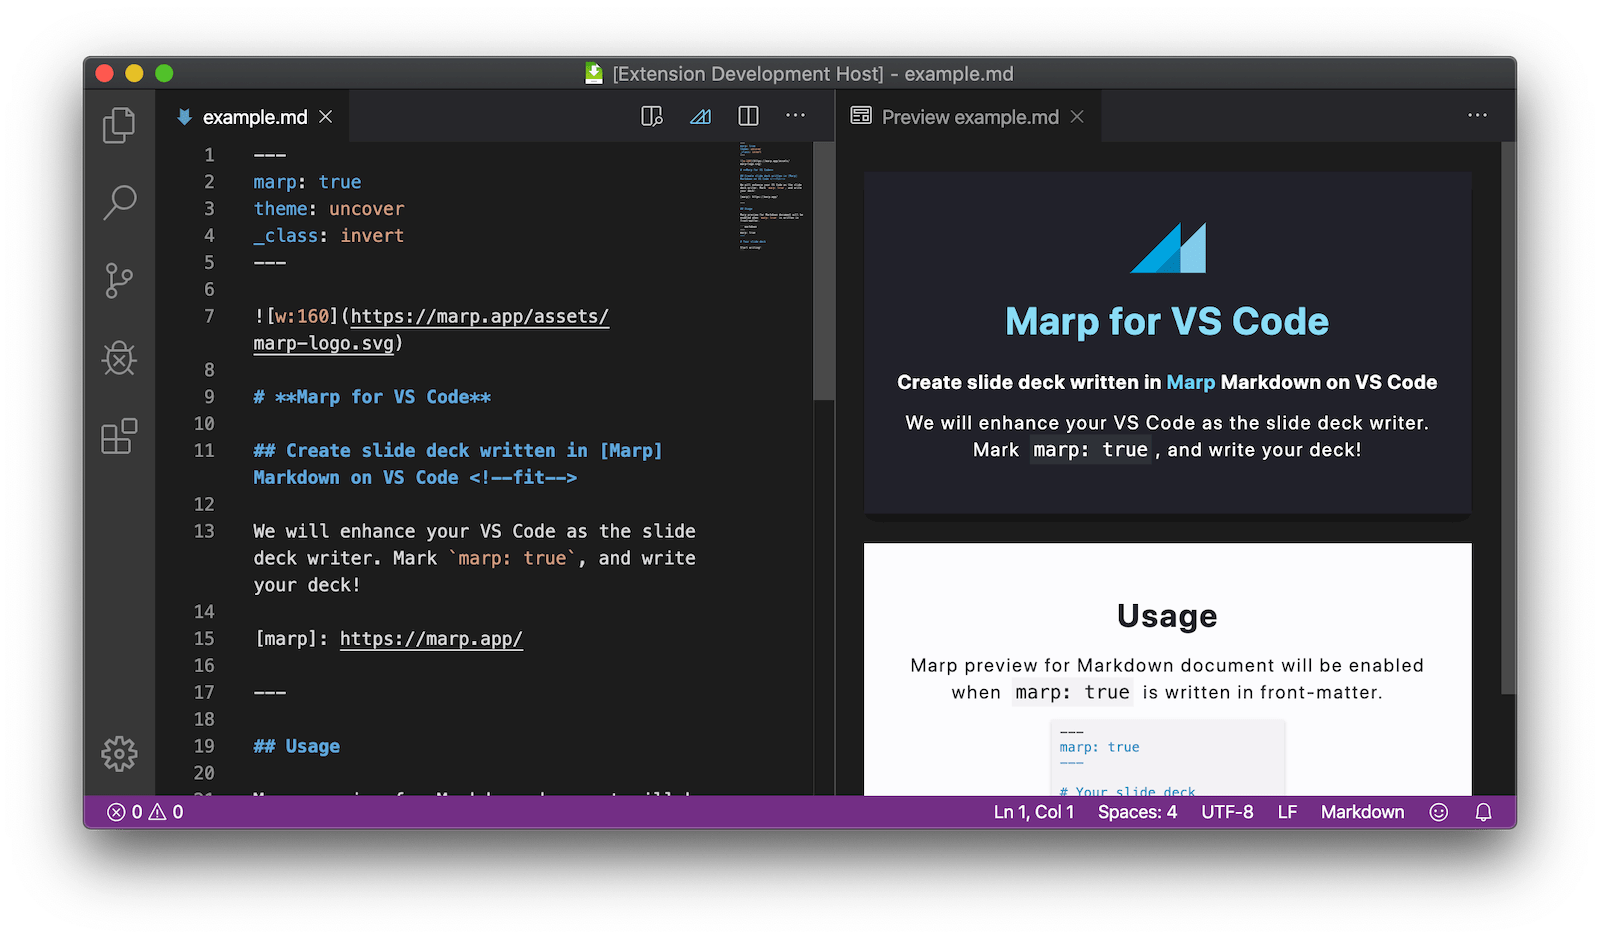 [Extension Development Host] - example.md
example.md
Preview example.md
1 ---
2 marp: true
3 theme: uncover
4 _class: invert
5 ---
6
7 ![w:160](https://marp.app/assets/
marp-logo.svg)
8
9 # **Marp for VS Code**
10
11 ## Create slide deck written in [Marp]
Markdown on VS Code <!--fit-->
12
13 We will enhance your VS Code as the slide
deck writer. Mark `marp: true`, and write
your deck!
14
15 [marp]: https://marp.app/
16
17 ---
18
19 ## Usage
20
Marp for VS Code
Create slide deck written in Marp Markdown on VS Code
We will enhance your VS Code as the slide deck writer.
Mark marp: true, and write your deck!
Usage
Marp preview for Markdown document will be enabled
when marp: true is written in front-matter.
---
marp: true
---
# Your slide deck
0 0
Ln 1, Col 1 Spaces: 4 UTF-8 LF Markdown